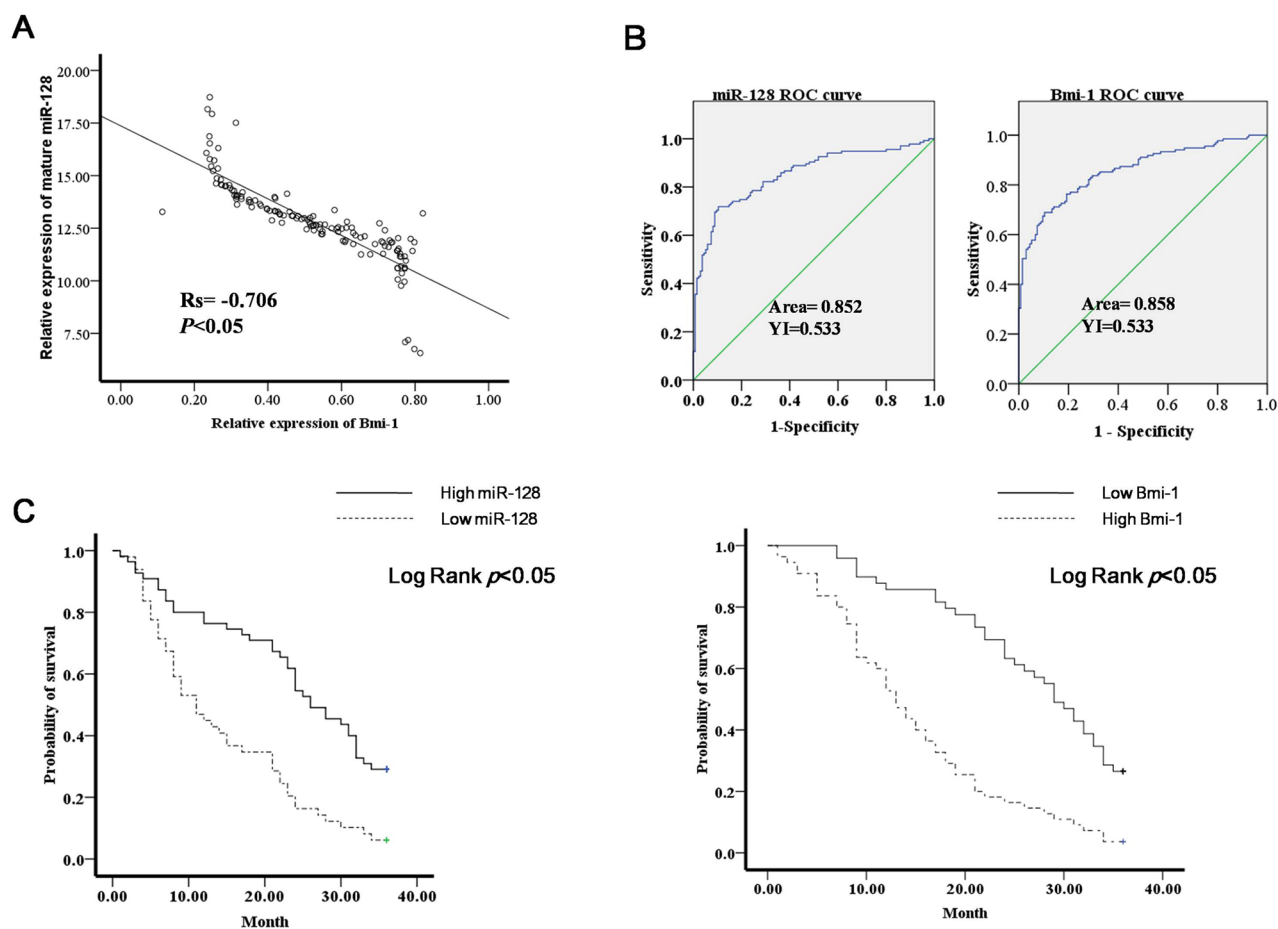 A
Relative expression of mature miR-128
20.00
17.50
15.00
12.50
10.00
7.50
Rs= -0.706
P<0.05
0.00 0.20 0.40 0.60 0.80 1.00
Relative expression of Bmi-1
B
miR-128 ROC curve
Sensitivity
1.0
0.8
0.6
0.4
0.2
0.0
Area= 0.852
YI=0.533
0.0 0.2 0.4 0.6 0.8 1.0
1-Specificity
Bmi-1 ROC curve
Sensitivity
1.0
0.8
0.6
0.4
0.2
0.0
Area= 0.858
YI=0.533
0.0 0.2 0.4 0.6 0.8 1.0
1 - Specificity
C
High miR-128
Low miR-128
Log Rank p<0.05
Probability of survival
1.0
0.8
0.6
0.4
0.2
0.0
0.00 10.00 20.00 30.00 40.00
Month
Low Bmi-1
High Bmi-1
Log Rank p<0.05
Probability of survival
1.0
0.8
0.6
0.4
0.2
0.0
0.00 10.00 20.00 30.00 40.00
Month